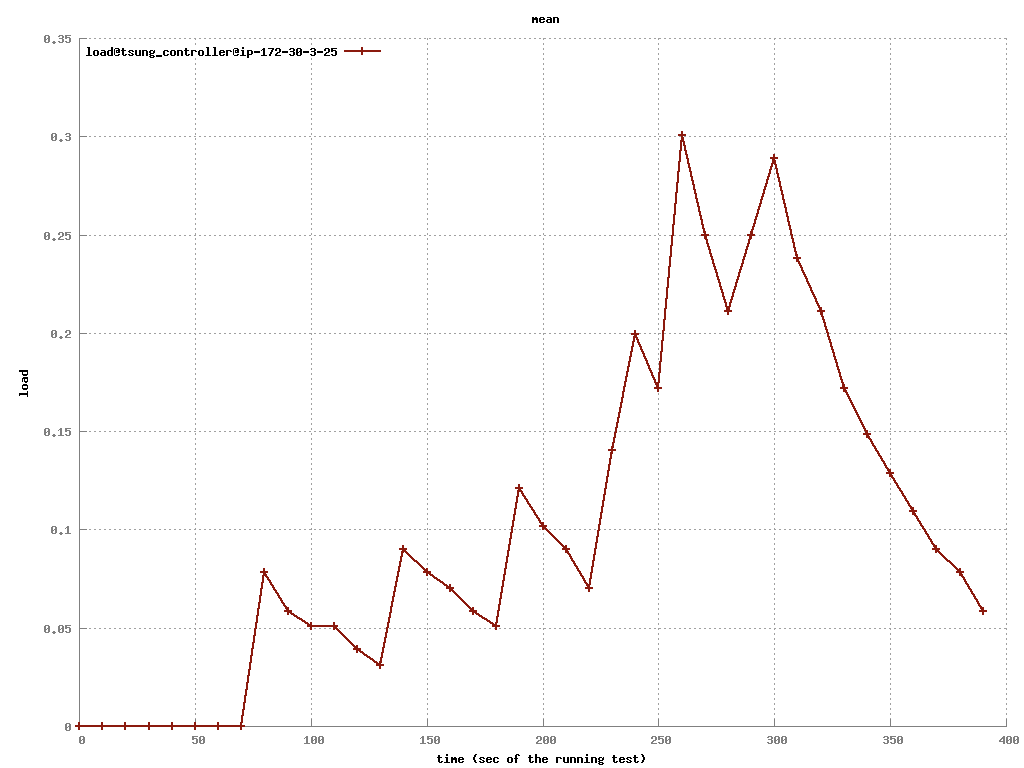 mean
load@tsung_controller@ip-172-30-3-25
0.35
0.3
0.25
0.2
0.15
0.1
0.05
0
load
0 50 100 150 200 250 300 350 400
time (sec of the running test)